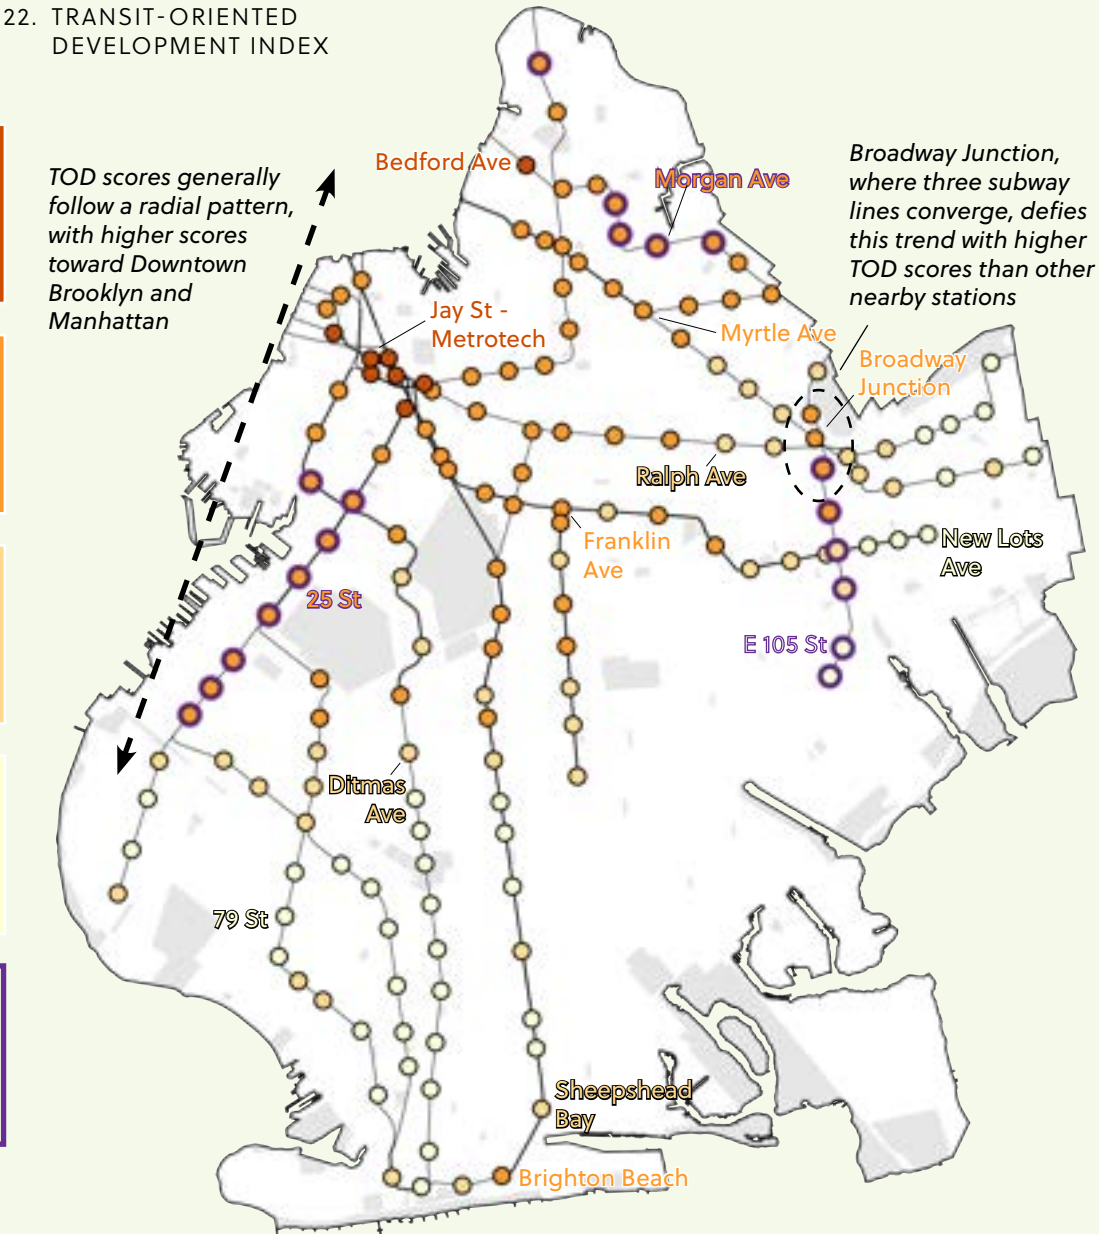 22. TRANSIT-ORIENTED
DEVELOPMENT INDEX
TOD scores generally
follow a radial pattern,
with higher scores
toward Downtown
Brooklyn and
Manhattan
Bedford Ave
Morgan Ave
Broadway Junction,
where three subway
lines converge, defies
this trend with higher
TOD scores than other
nearby stations
Jay St -
Metrotech
Myrtle Ave
Broadway
Junction
Ralph Ave
Franklin
Ave
New Lots
Ave
25 St
E 105 St
Ditmas
Ave
79 St
Sheepshead
Bay
Brighton Beach